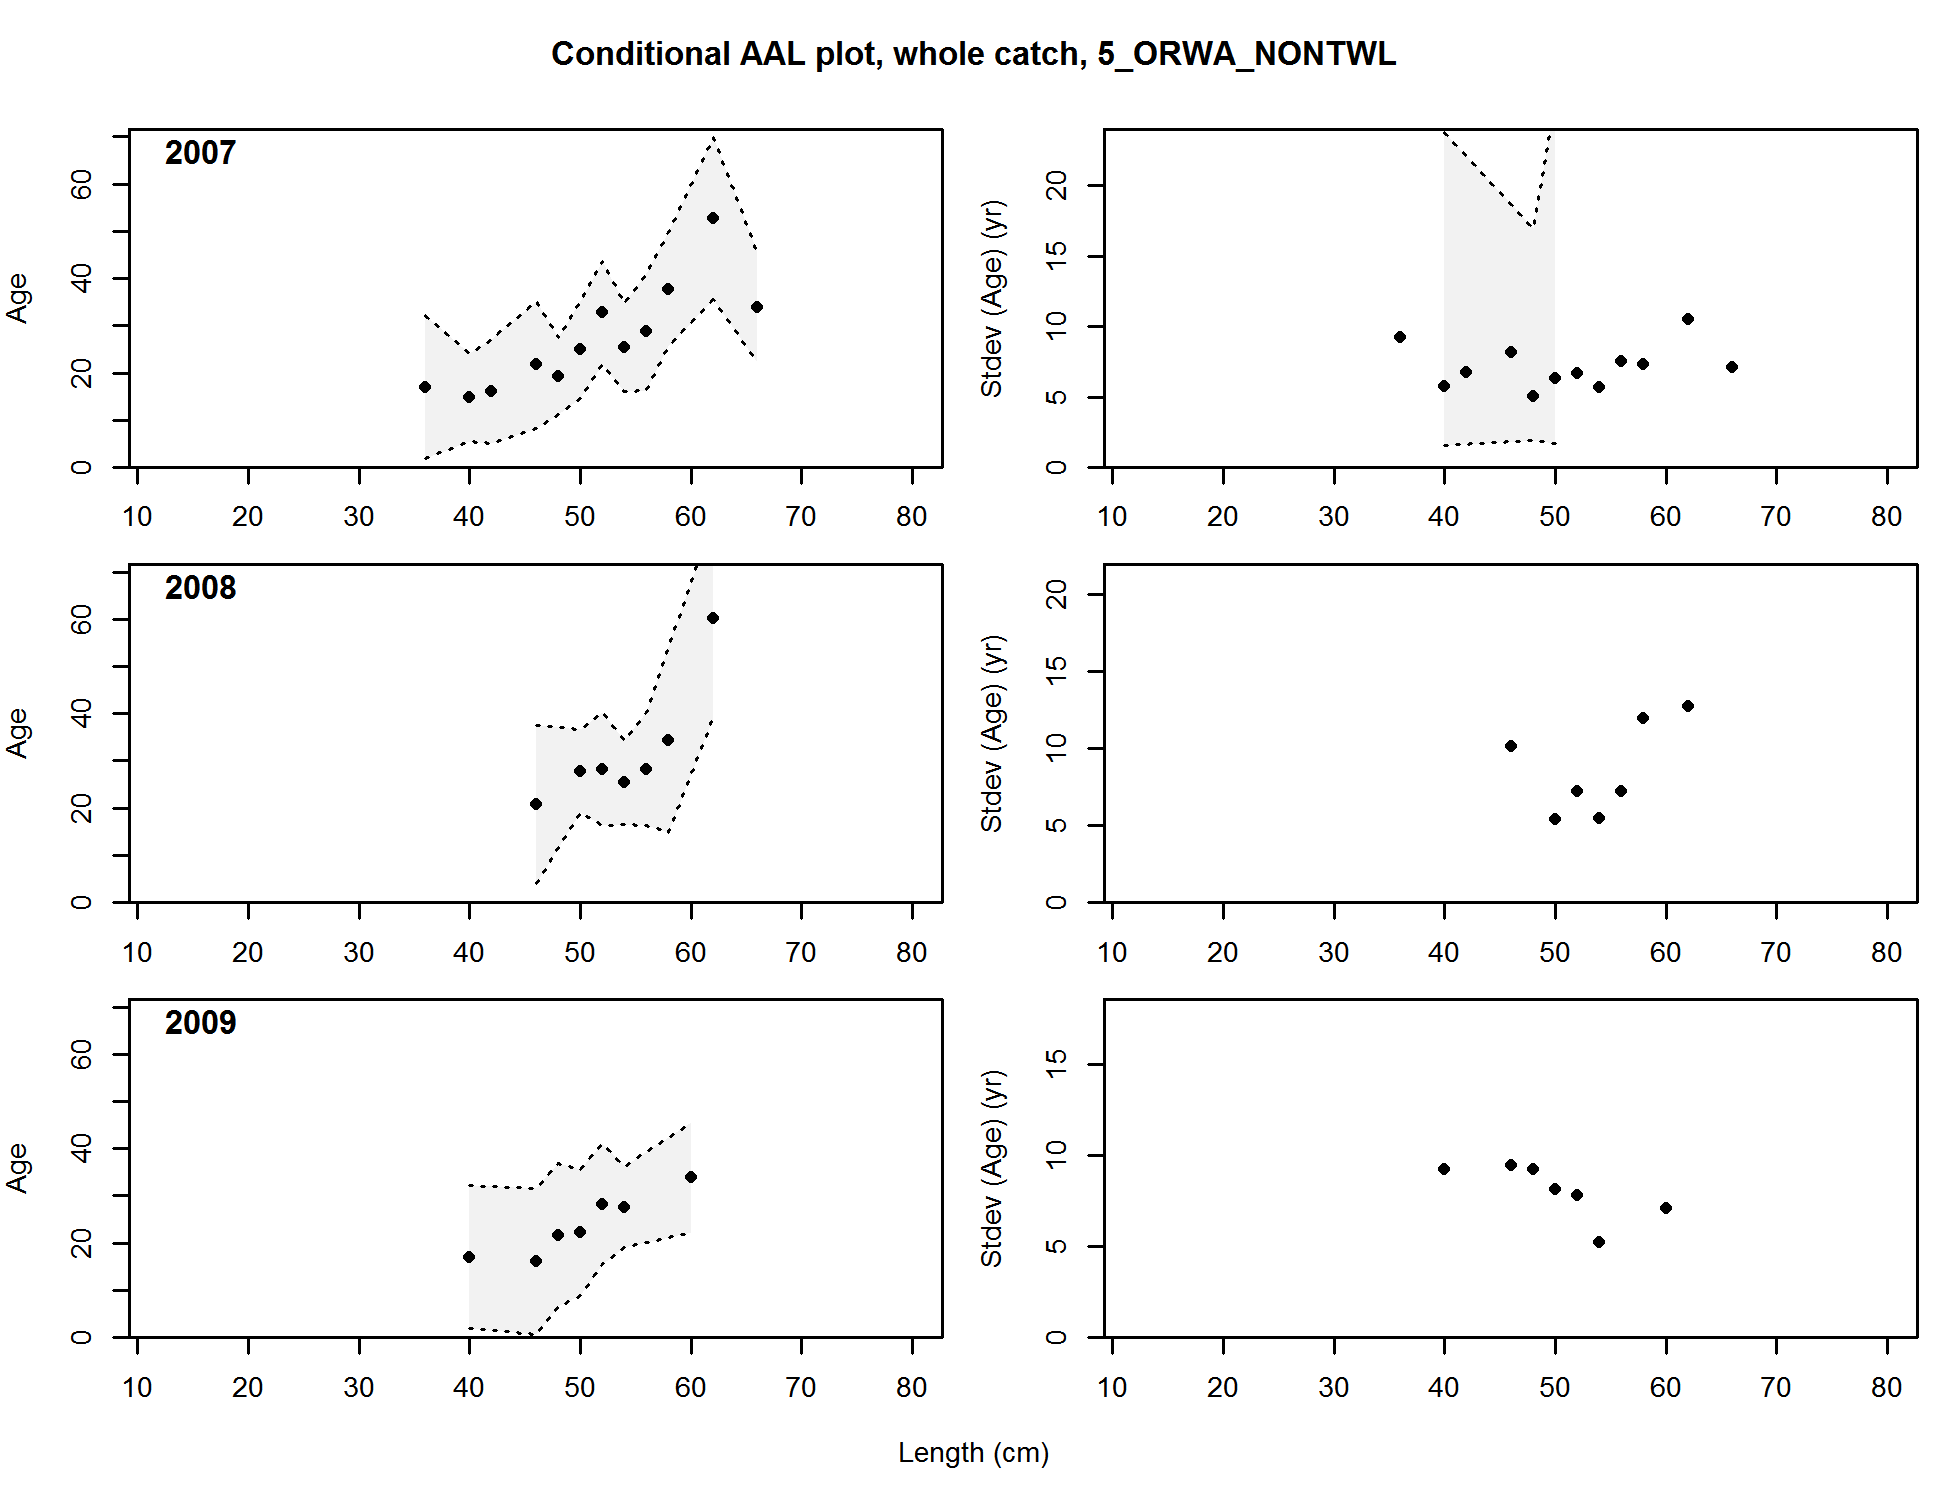 Conditional AAL plot, whole catch, 5_ORWA_NONTWL
2007
Age
0 20 40 60
10 20 30 40 50 60 70 80
Stdev (Age) (yr)
0 5 10 15 20
10 20 30 40 50 60 70 80
2008
Age
0 20 40 60
10 20 30 40 50 60 70 80
Stdev (Age) (yr)
0 5 10 15 20
10 20 30 40 50 60 70 80
2009
Age
0 20 40 60
10 20 30 40 50 60 70 80
Stdev (Age) (yr)
0 5 10 15
10 20 30 40 50 60 70 80
Length (cm)